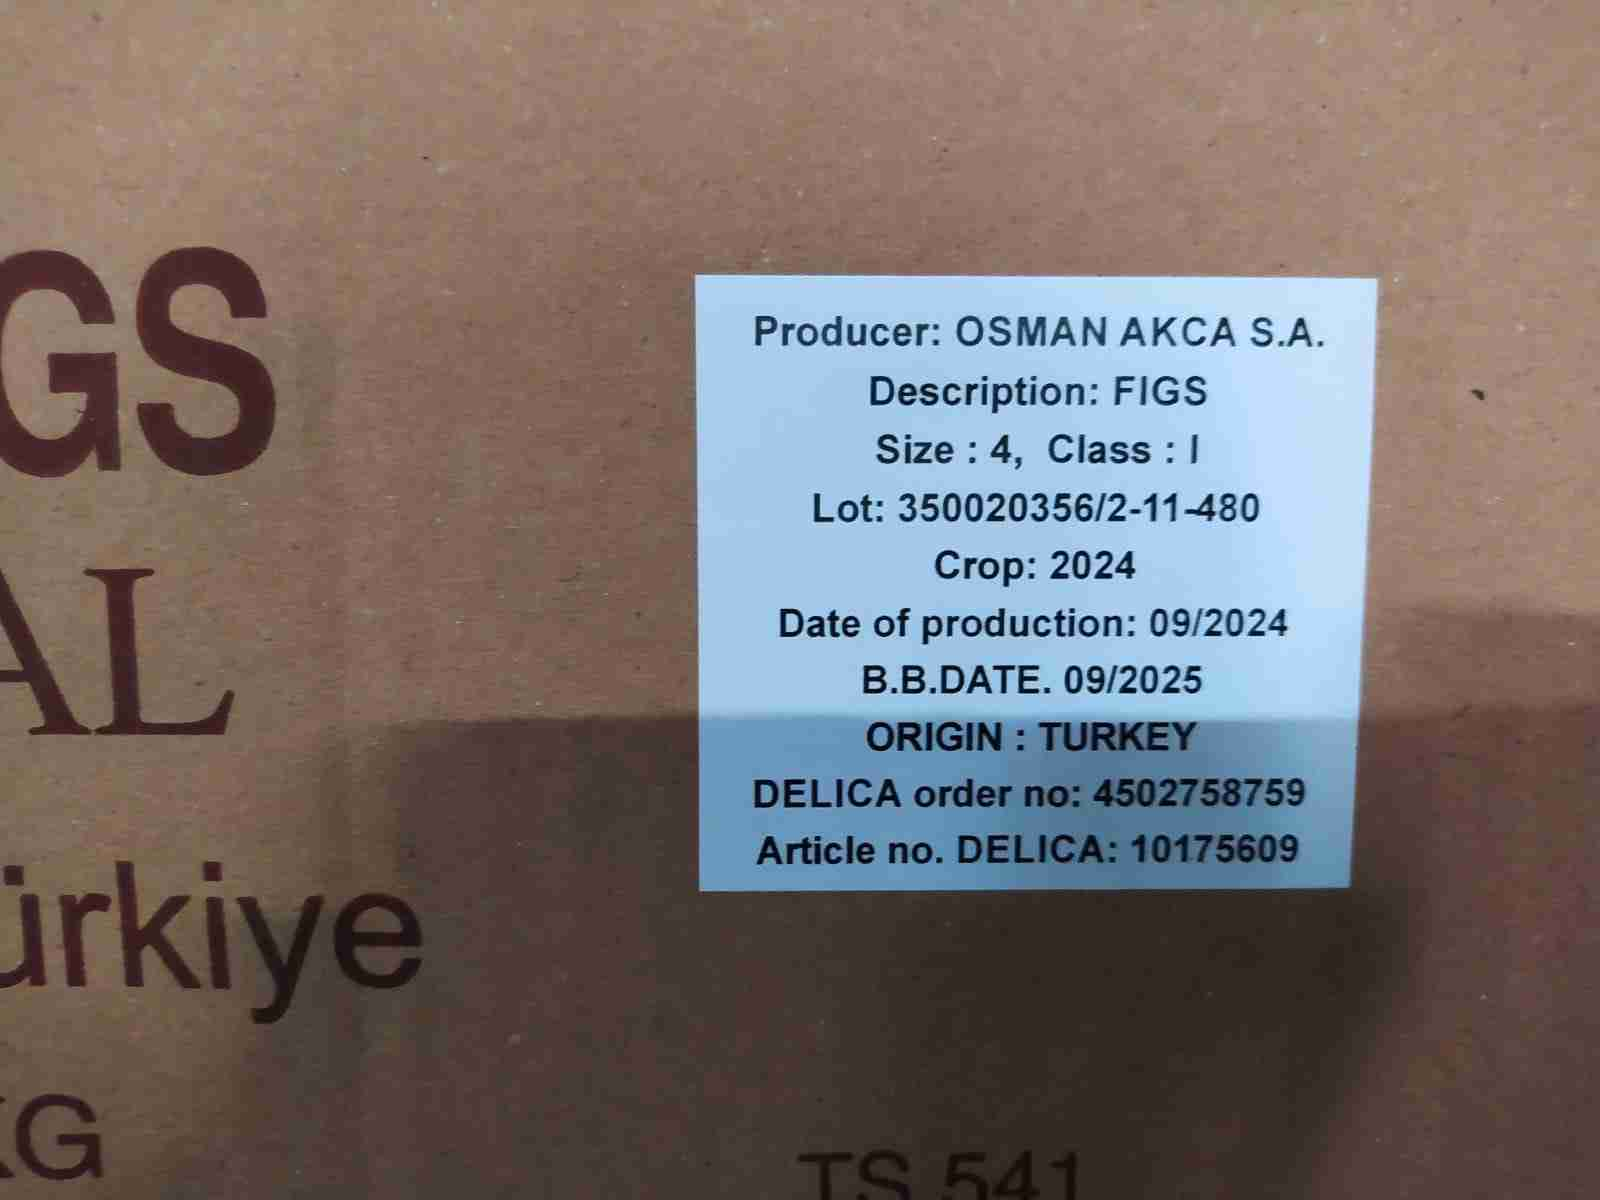 GS
AL
ürkiye
KG
Producer: OSMAN AKCA S.A.
Description: FIGS
Size : 4, Class : I
Lot: 350020356/2-11-480
Crop: 2024
Date of production: 09/2024
B.B.DATE. 09/2025
ORIGIN : TURKEY
DELICA order no: 4502758759
Article no. DELICA: 10175609
TS 541